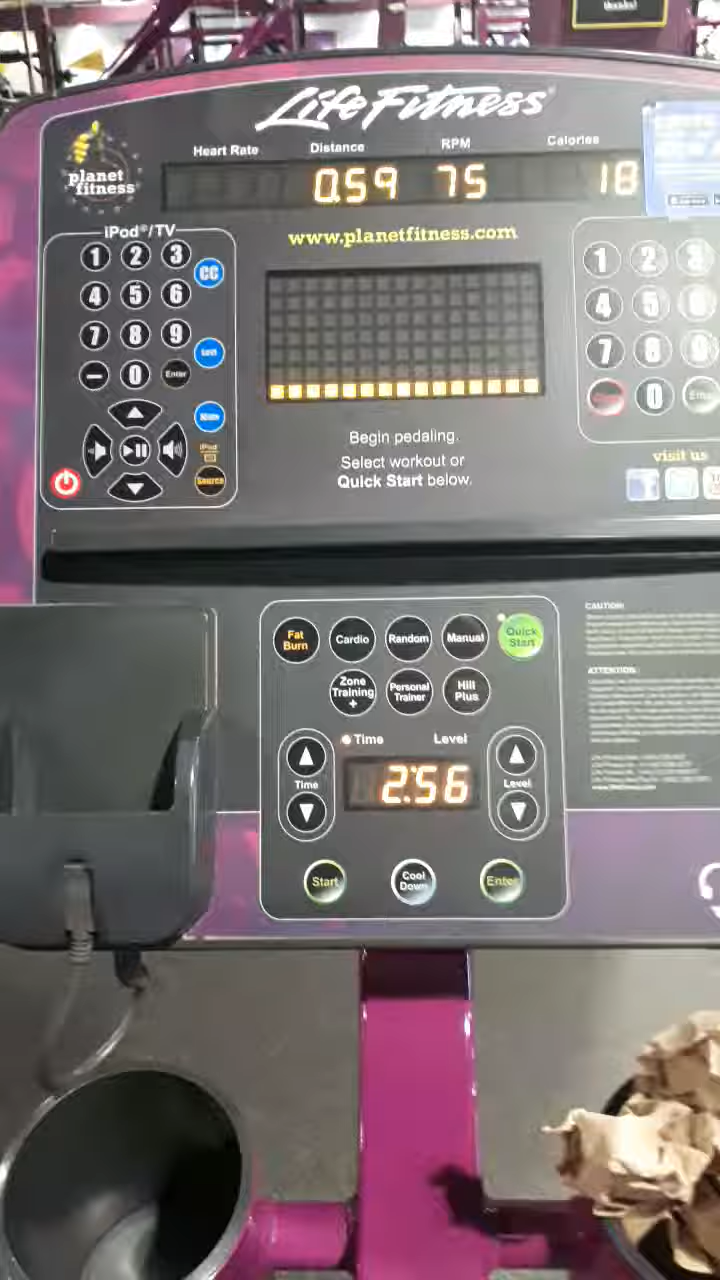 thanks!
Life Fitness
planet fitness
Heart Rate Distance RPM Calories
0.59 75 18
www.planetfitness.com
iPod®/TV
1 2 3 CC
4 5 6
7 8 9 Last
- 0 Enter
iPod
Source
1 2 3
4 5 6
7 8 9
0
Begin pedaling.
Select workout or
Quick Start below.
visit us
Fat Burn Cardio Random Manual Quick Start
Zone Training + Personal Trainer Hill Plus
Time Level
Time 2:56 Level
Start Cool Down Enter
CAUTION:
ATTENTION: